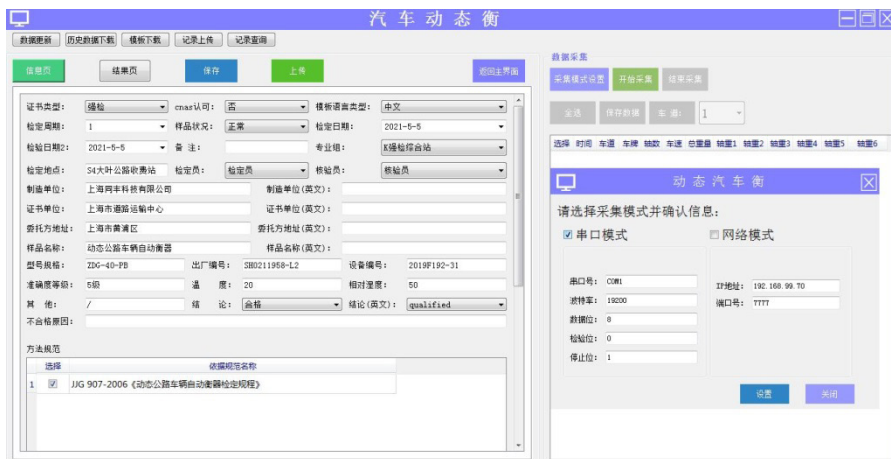 汽车动态衡
数据更新 历史数据下载 模板下载 记录上传 记录查询
信息页 结果页 保存 上传 返回主界面
证书类型: 强检 cnas认可: 否 模板语言类型: 中文
检定周期: 1 样品状况: 正常 检定日期: 2021-5-5
检验日期2: 2021-5-5 备 注: 专业组: K强检综合站
检定地点: S4大叶公路收费站 检定员: 检定员 核验员: 核验员
制造单位: 上海同丰科技有限公司 制造单位(英文):
证书单位: 上海市道路运输中心 证书单位(英文):
委托方地址: 上海市黄浦区 委托方地址(英文):
样品名称: 动态公路车辆自动衡器 样品名称(英文):
型号规格: ZDG-40-PB 出厂编号: SH0211958-L2 设备编号: 2019F192-31
准确度等级: 5级 温 度: 20 相对湿度: 50
其 他: / 结 论: 合格 结论(英文): qualified
不合格原因:
方法规范
选择 依据规范名称
1 JJG 907-2006《动态公路车辆自动衡器检定规程》
数据采集
采集模式设置 开始采集 结束采集
全选 保存数据 车 道: 1
选择 时间 车道 车牌 轴数 车速 总重量 轴重1 轴重2 轴重3 轴重4 轴重5 轴重6
动态汽车衡
请选择采集模式并确认信息:
串口模式 网络模式
串口号: COM1
波特率: 19200
数据位: 8
检验位: 0
停止位: 1
IP地址: 192.168.99.70
端口号: 7777
设置 关闭